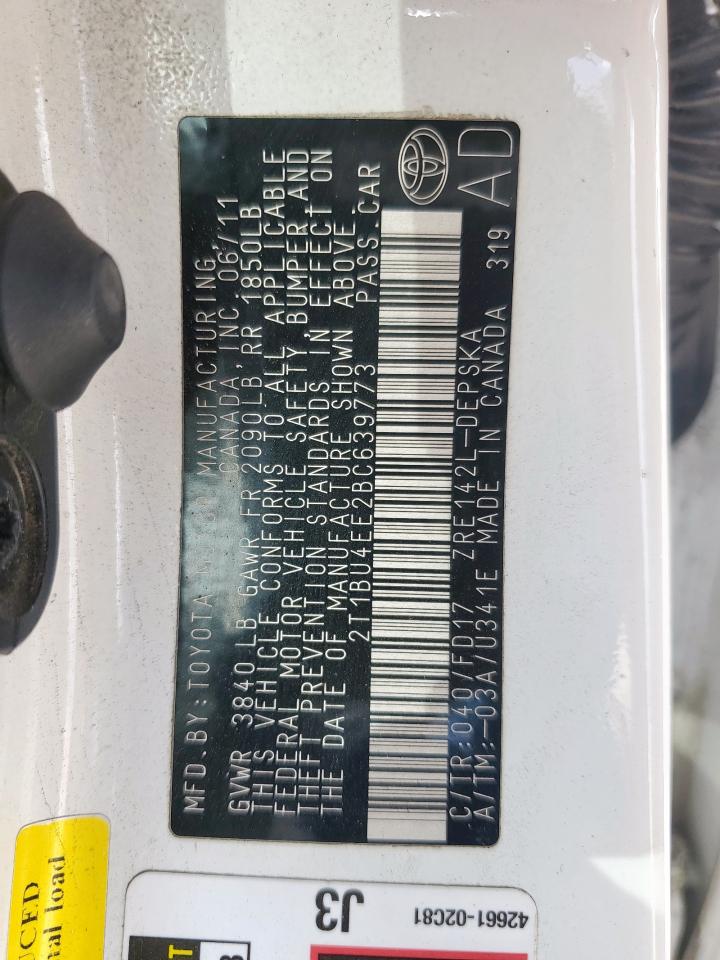 MFD.BY:TOYOTA MANUFACTURING
CANADA, INC. 06/11
GVWR 3840 LB GAWR FR 2090LB, RR 1850LB
THIS VEHICLE CONFORMS TO ALL APPLICABLE
FEDERAL MOTOR VEHICLE SAFETY, BUMPER, AND
THEFT PREVENTION STANDARDS IN EFFECT ON
THE DATE OF MANUFACTURE SHOWN ABOVE.
2T1BU4EE2BC639773 PASS.CAR
C/TR:040/FD17 ZRE142L-DEPSKA
A/TM:-03A/U341E MADE IN CANADA 319 AD
UCED
nal load
J3
42661-02C81
T